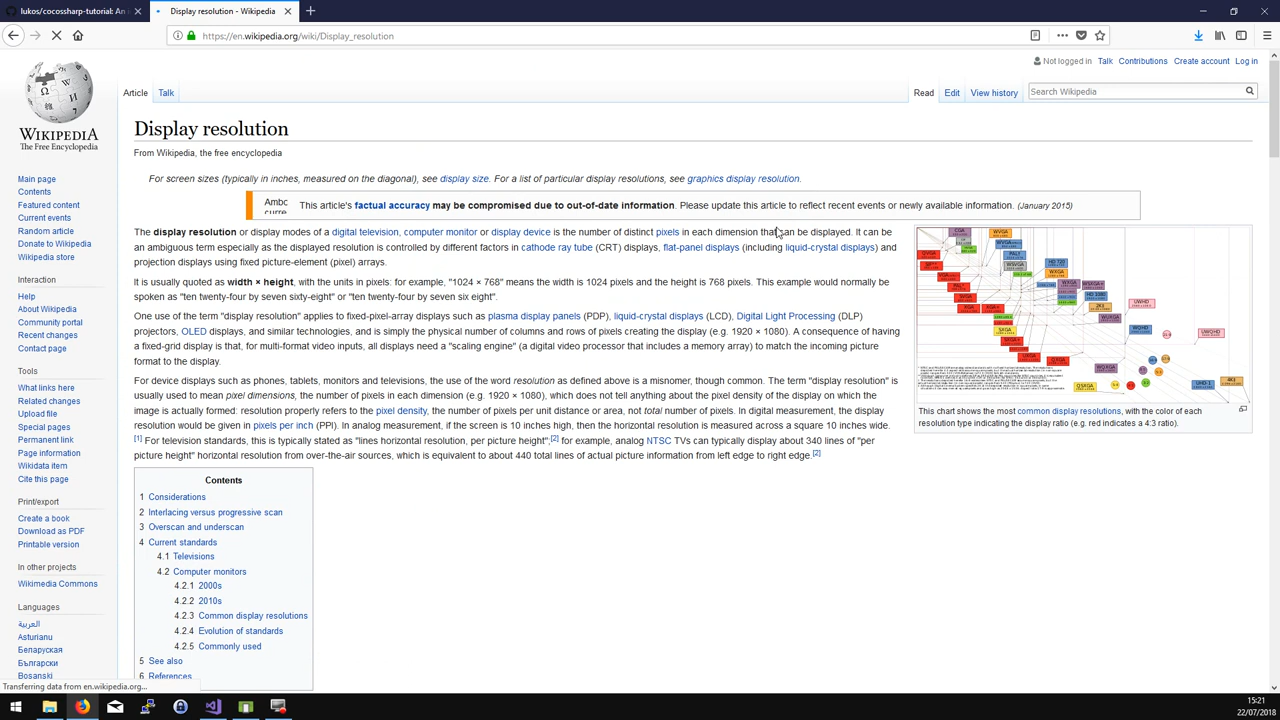 lukos/cocossharp-tutorial: An
Display resolution - Wikipedia
https://en.wikipedia.org/wiki/Display_resolution
Not logged in Talk Contributions Create account Log in
Article Talk Read Edit View history Search Wikipedia
WIKIPEDIA
The Free Encyclopedia
Main page
Contents
Featured content
Current events
Random article
Donate to Wikipedia
Wikipedia store
Interaction
Help
About Wikipedia
Community portal
Recent changes
Contact page
Tools
What links here
Related changes
Upload file
Special pages
Permanent link
Page information
Wikidata item
Cite this page
Print/export
Create a book
Download as PDF
Printable version
In other projects
Wikimedia Commons
Languages
العربية
Asturianu
Беларуская
Български
Bosanski
Display resolution
From Wikipedia, the free encyclopedia
For screen sizes (typically in inches, measured on the diagonal), see display size. For a list of particular display resolutions, see graphics display resolution.
This article's factual accuracy may be compromised due to out-of-date information. Please update this article to reflect recent events or newly available information. (January 2015)
The display resolution or display modes of a digital television, computer monitor or display device is the number of distinct pixels in each dimension that can be displayed. It can be
an ambiguous term especially as the displayed resolution is controlled by different factors in cathode ray tube (CRT) displays, flat-panel displays (including liquid-crystal displays) and
projection displays using fixed picture-element (pixel) arrays.
It is usually quoted as width × height, with the units in pixels: for example, "1024 × 768" means the width is 1024 pixels and the height is 768 pixels. This example would normally be
spoken as "ten twenty-four by seven sixty-eight" or "ten twenty-four by seven six eight".
One use of the term "display resolution" applies to fixed-pixel-array displays such as plasma display panels (PDP), liquid-crystal displays (LCD), Digital Light Processing (DLP)
projectors, OLED displays, and similar technologies, and is simply the physical number of columns and rows of pixels creating the display (e.g. 1920 × 1080). A consequence of having
a fixed-grid display is that, for multi-format video inputs, all displays need a "scaling engine" (a digital video processor that includes a memory array) to match the incoming picture
format to the display.
For device displays such as phones, tablets, monitors and televisions, the use of the word resolution as defined above is a misnomer, though common. The term "display resolution" is
usually used to mean pixel dimensions, the number of pixels in each dimension (e.g. 1920 × 1080), which does not tell anything about the pixel density of the display on which the
image is actually formed: resolution properly refers to the pixel density, the number of pixels per unit distance or area, not total number of pixels. In digital measurement, the display
resolution would be given in pixels per inch (PPI). In analog measurement, if the screen is 10 inches high, then the horizontal resolution is measured across a square 10 inches wide.
[1] For television standards, this is typically stated as "lines horizontal resolution, per picture height";[2] for example, analog NTSC TVs can typically display about 340 lines of "per
picture height" horizontal resolution from over-the-air sources, which is equivalent to about 440 total lines of actual picture information from left edge to right edge.[2]
This chart shows the most common display resolutions, with the color of each
resolution type indicating the display ratio (e.g. red indicates a 4:3 ratio).
Contents
1 Considerations
2 Interlacing versus progressive scan
3 Overscan and underscan
4 Current standards
4.1 Televisions
4.2 Computer monitors
4.2.1 2000s
4.2.2 2010s
4.2.3 Common display resolutions
4.2.4 Evolution of standards
4.2.5 Commonly used
5 See also
6 References
Transferring data from en.wikipedia.org...
15:21
22/07/2018